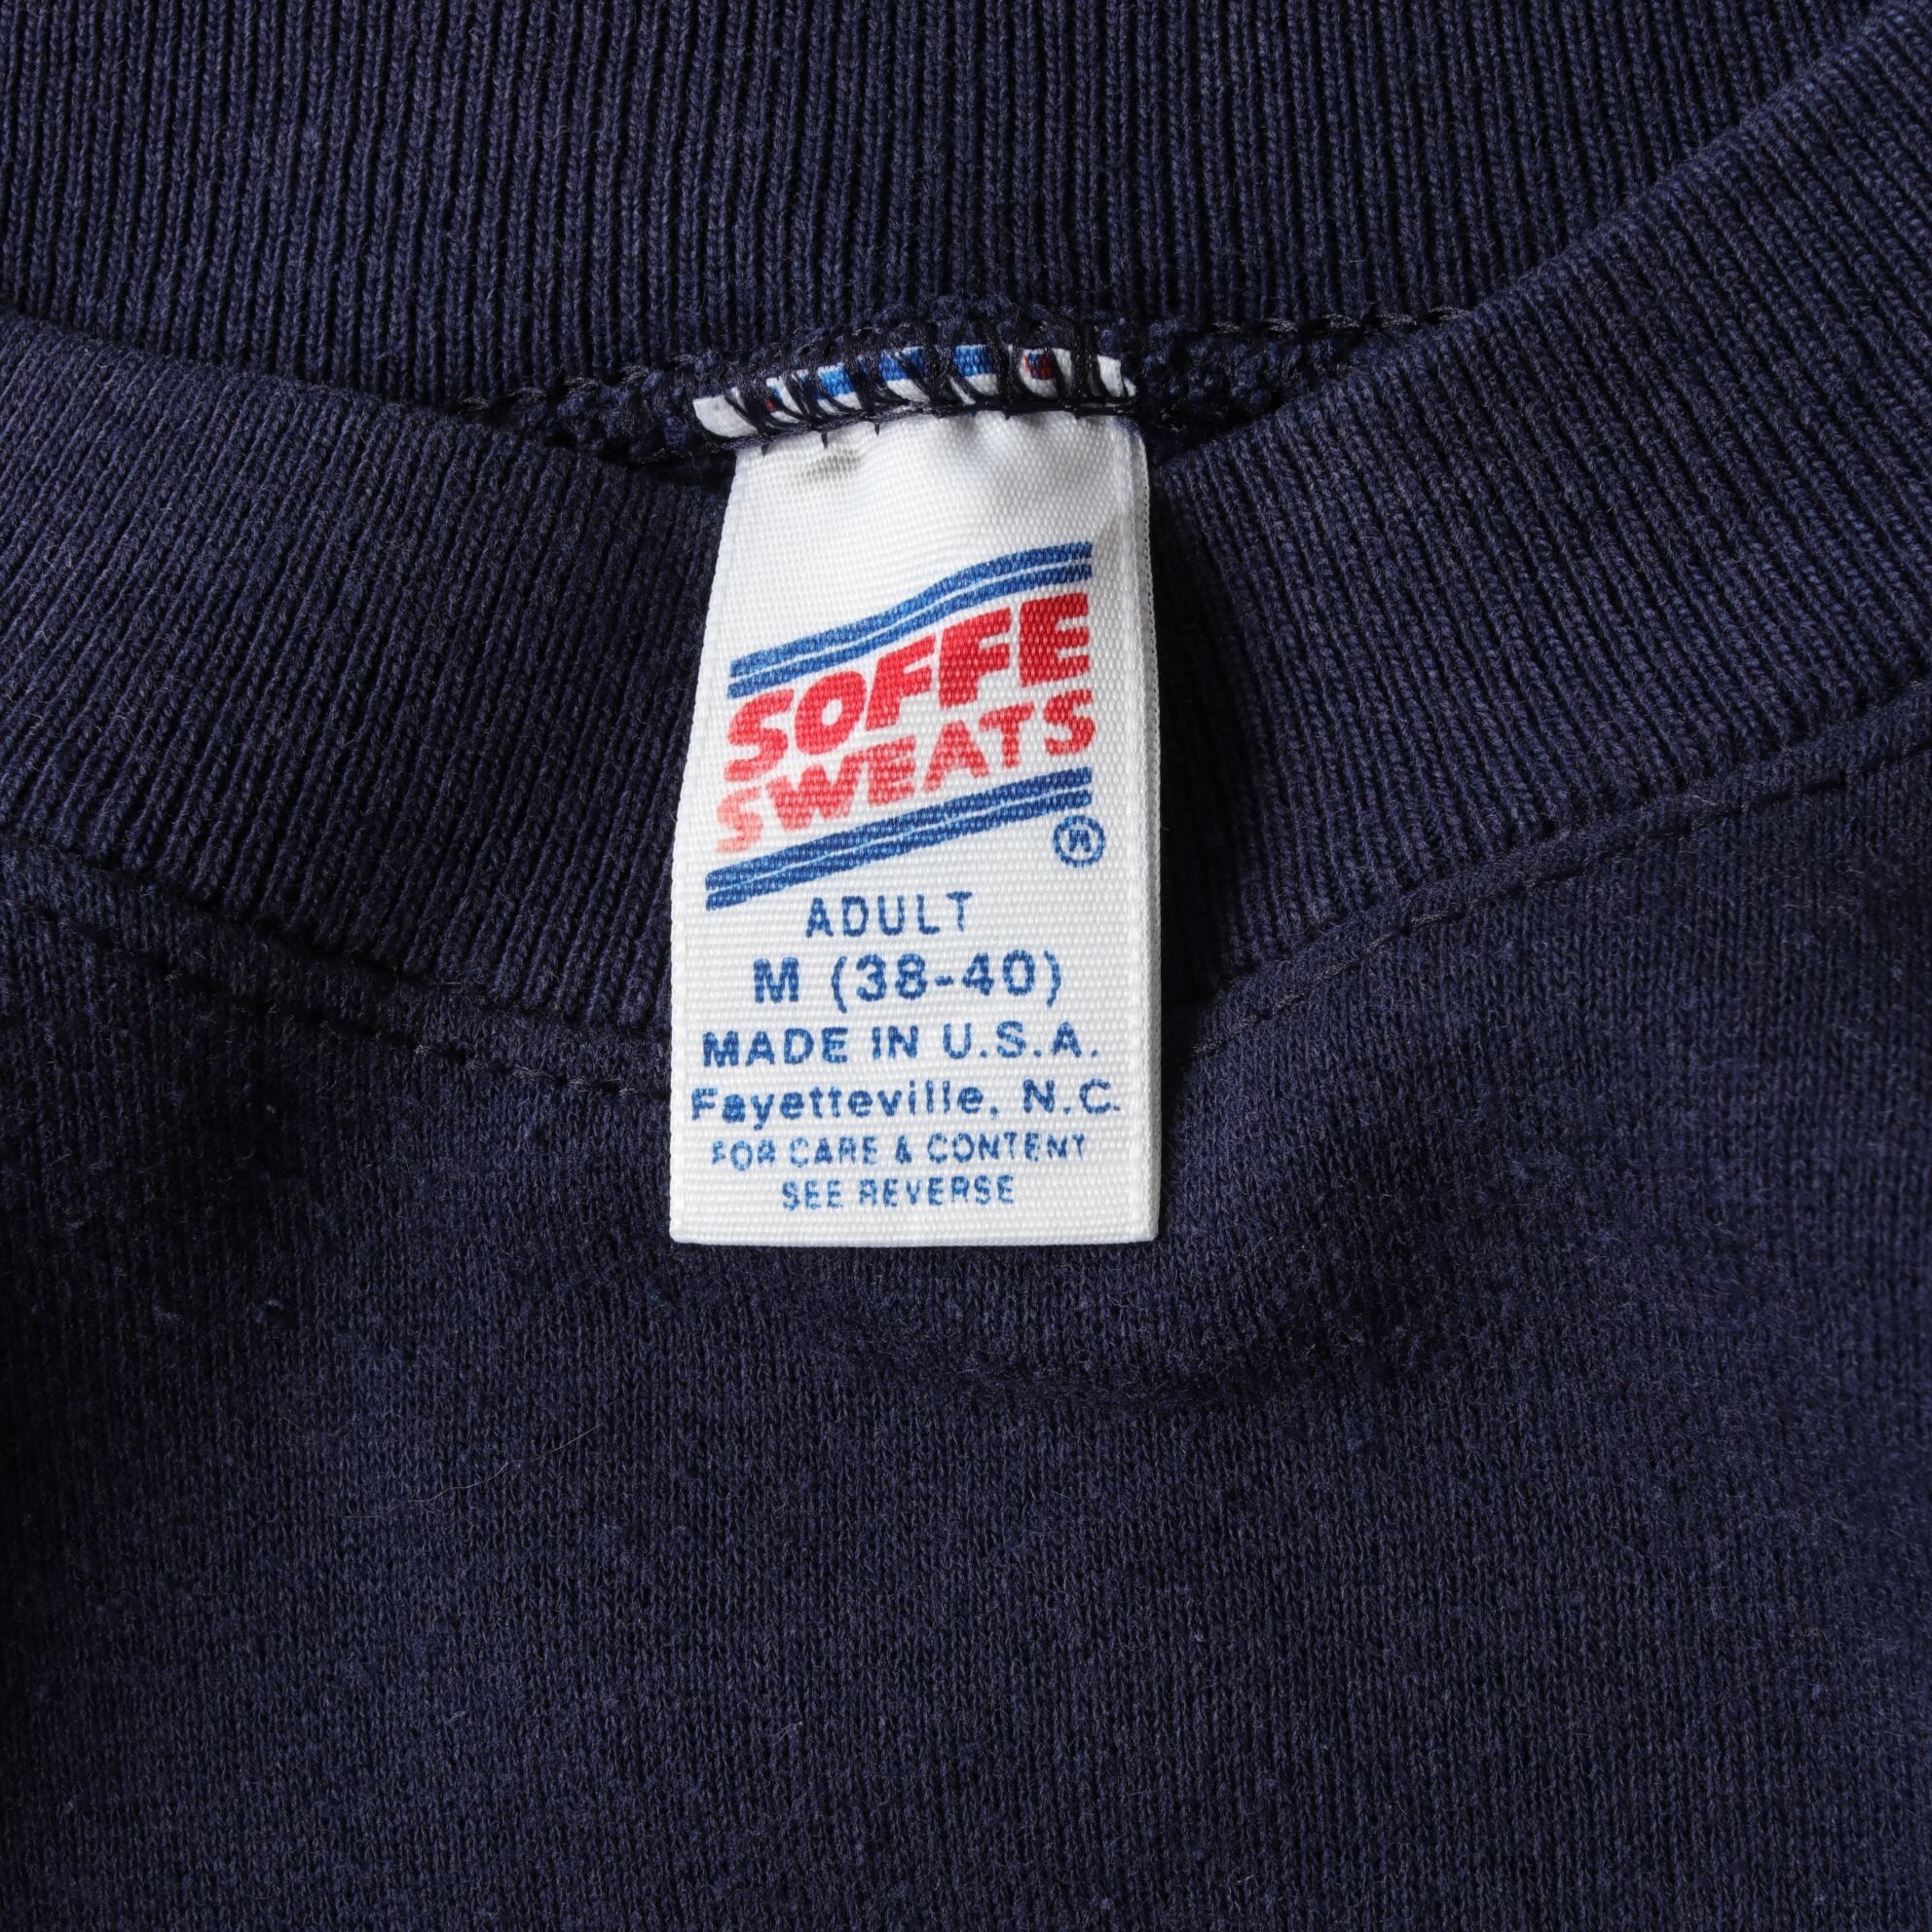 SOFFE
SWEATS
®
ADULT
M (38-40)
MADE IN U.S.A.
Fayetteville, N.C.
FOR CARE & CONTENT
SEE REVERSE